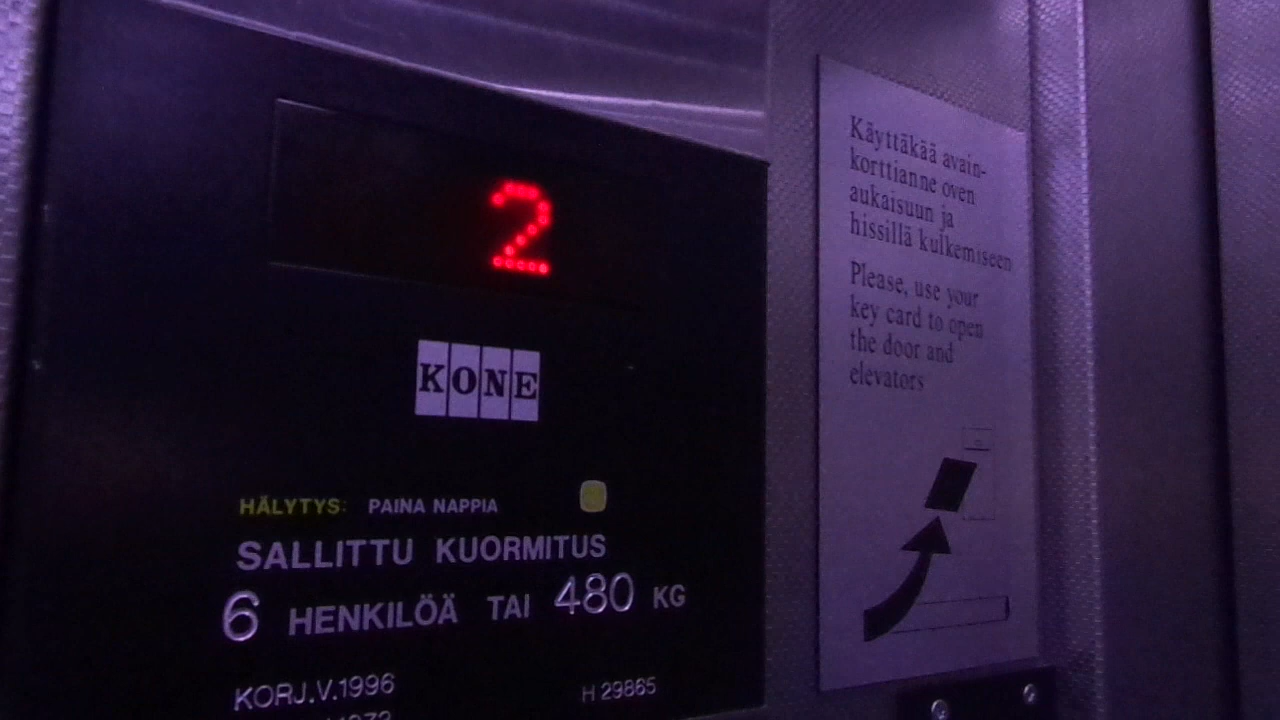 2
KONE
HÄLYTYS: PAINA NAPPIA
SALLITTU KUORMITUS
6 HENKILÖÄ TAI 480 KG
KORJ.V.1996
H 29865
Käyttäkää avain-
korttianne oven
aukaisuun ja
hissillä kulkemiseen
Please, use your
key card to open
the door and
elevators